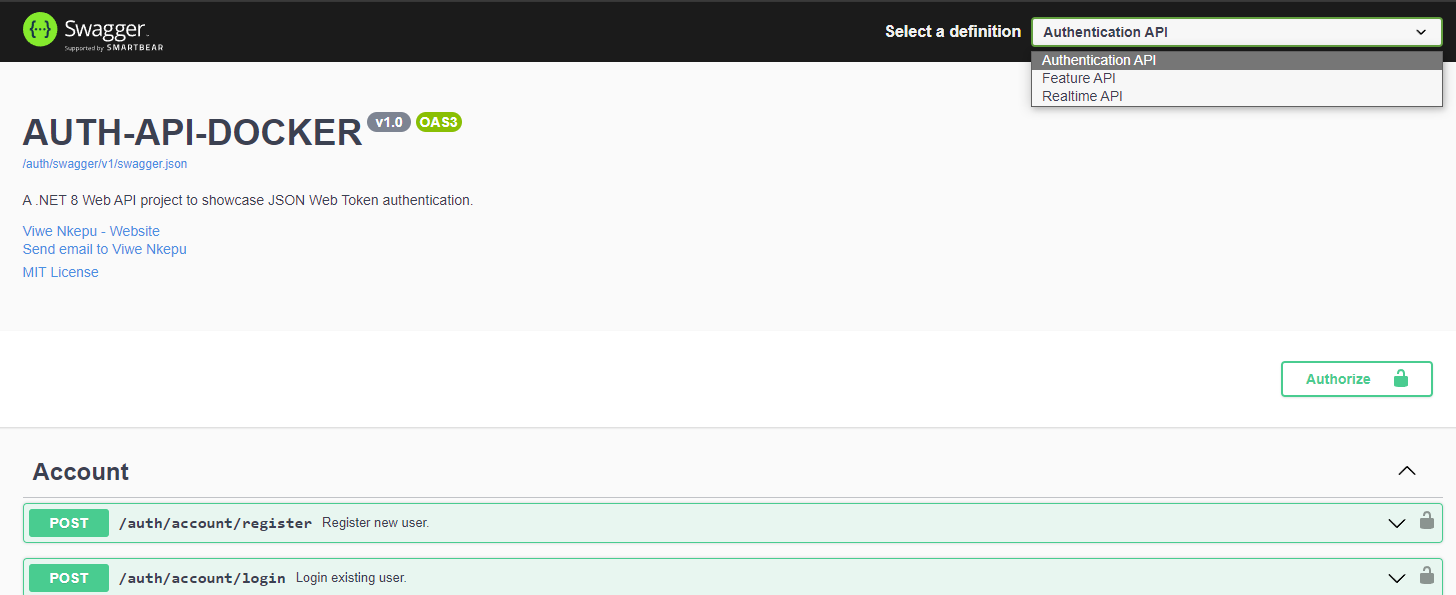 Swagger.
Supported by SMARTBEAR
Select a definition
Authentication API
Authentication API
Feature API
Realtime API
AUTH-API-DOCKER v1.0 OAS3
/auth/swagger/v1/swagger.json
A .NET 8 Web API project to showcase JSON Web Token authentication.
Viwe Nkepu - Website
Send email to Viwe Nkepu
MIT License
Authorize
Account
POST /auth/account/register Register new user.
POST /auth/account/login Login existing user.